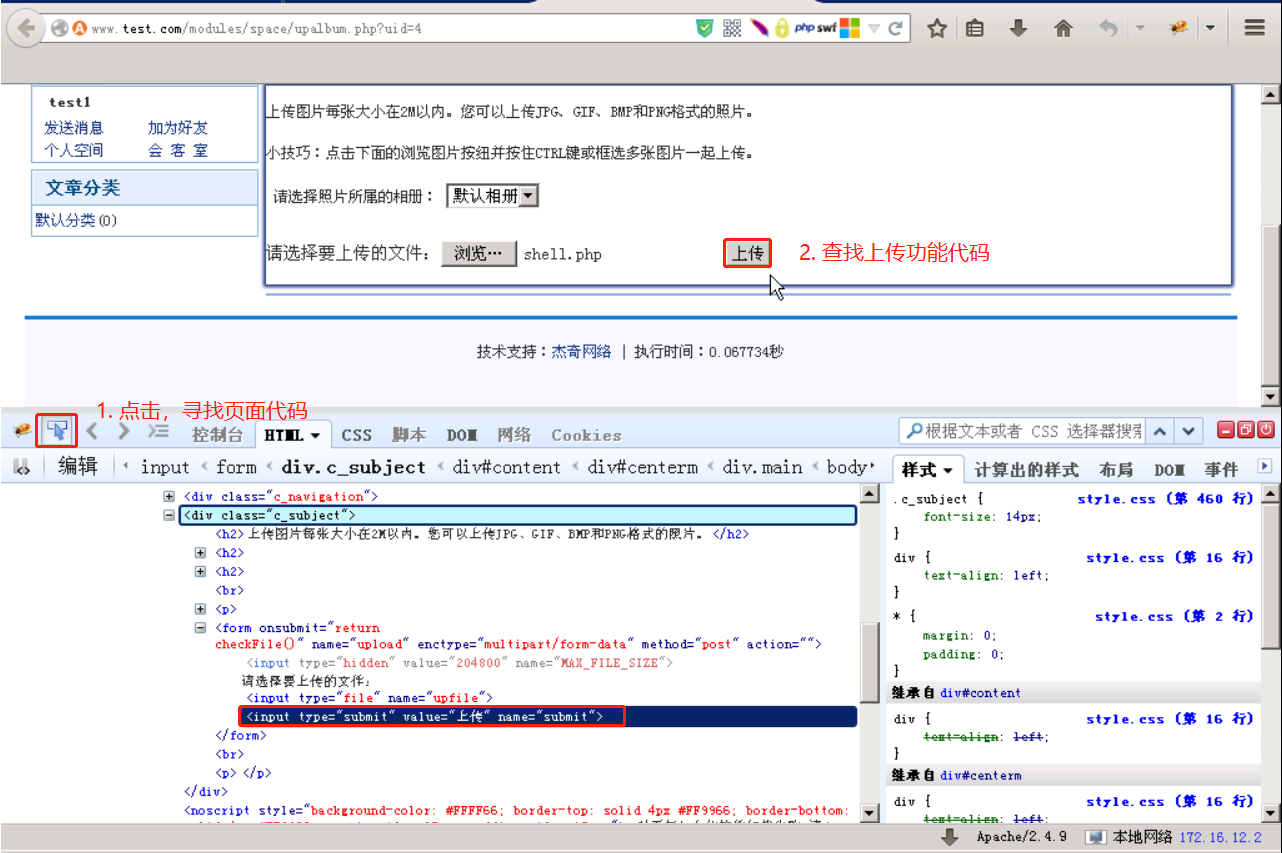 www.test.com/modules/space/upalbum.php?uid=4
php swf
test1
发送消息 加为好友
个人空间 会 客 室
文章分类
默认分类(0)
上传图片每张大小在2M以内。您可以上传JPG、GIF、BMP和PNG格式的照片。
小技巧：点击下面的浏览图片按纽并按住CTRL键或框选多张图片一起上传。
请选择照片所属的相册： 默认相册
请选择要上传的文件： 浏览… shell.php 上传 2. 查找上传功能代码
技术支持：杰奇网络 | 执行时间：0.067734秒
1. 点击，寻找页面代码
控制台 HTML CSS 脚本 DOM 网络 Cookies 根据文本或者 CSS 选择器搜索
编辑 input < form < div.c_subject < div#content < div#centerm < div.main < body
样式 计算出的样式 布局 DOM 事件
<div class="c_navigation">
<div class="c_subject">
<h2>上传图片每张大小在2M以内。您可以上传JPG、GIF、BMP和PNG格式的照片。</h2>
<h2>
<h2>
<br>
<p>
<form onsubmit="return
checkFile()" name="upload" enctype="multipart/form-data" method="post" action="">
<input type="hidden" value="204800" name="MAX_FILE_SIZE">
请选择要上传的文件：
<input type="file" name="upfile">
<input type="submit" value="上传" name="submit">
</form>
<br>
<p> </p>
</div>
<noscript style="background-color: #FFFF66; border-top: solid 4px #FF9966; border-bottom:
.c_subject { style.css (第 460 行)
font-size: 14px;
}
div { style.css (第 16 行)
text-align: left;
}
* { style.css (第 2 行)
margin: 0;
padding: 0;
}
继承自 div#content
div { style.css (第 16 行)
text-align: left;
}
继承自 div#centerm
div { style.css (第 16 行)
text-align: left;
Apache/2.4.9 本地网络 172.16.12.2